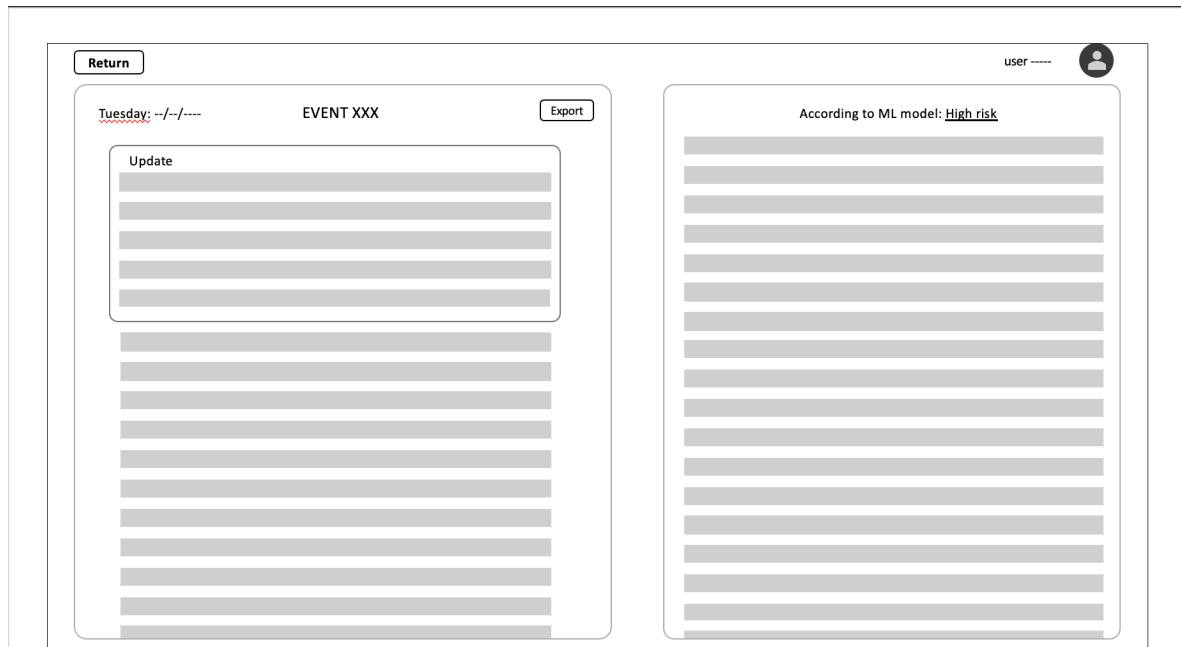 Return
user -----
Tuesday: --/--/----
EVENT XXX
Export
Update
According to ML model: High risk